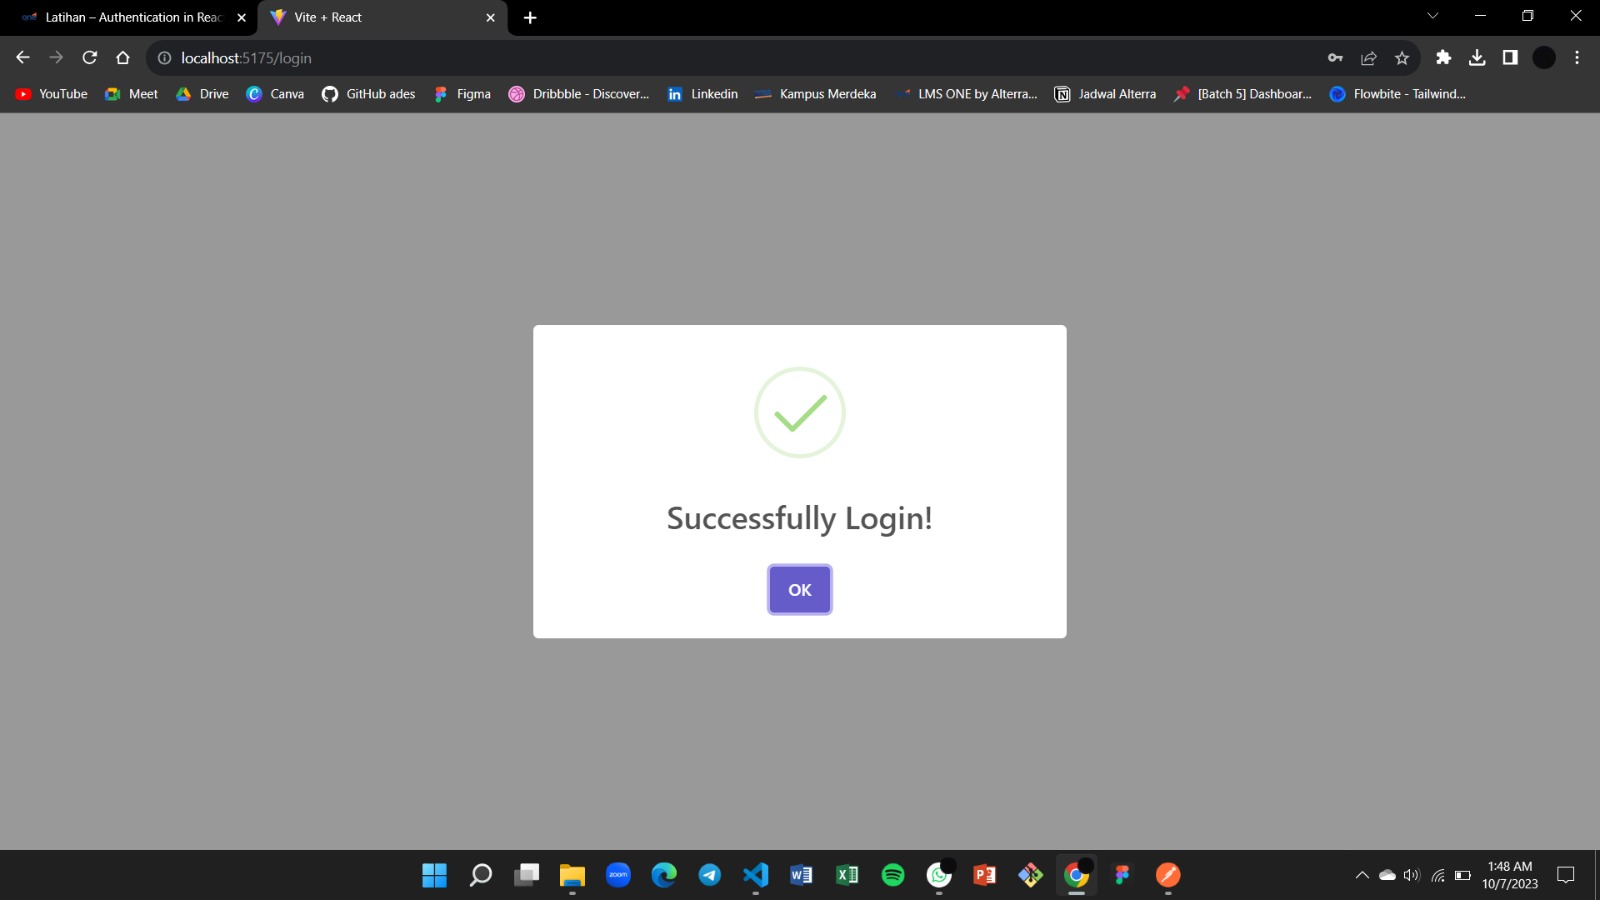 Latihan – Authentication in Reac
Vite + React
localhost:5175/login
YouTube
Meet
Drive
Canva
GitHub ades
Figma
Dribbble - Discover...
Linkedin
Kampus Merdeka
LMS ONE by Alterra...
Jadwal Alterra
[Batch 5] Dashboar...
Flowbite - Tailwind...
Successfully Login!
OK
zoom
1:48 AM
10/7/2023